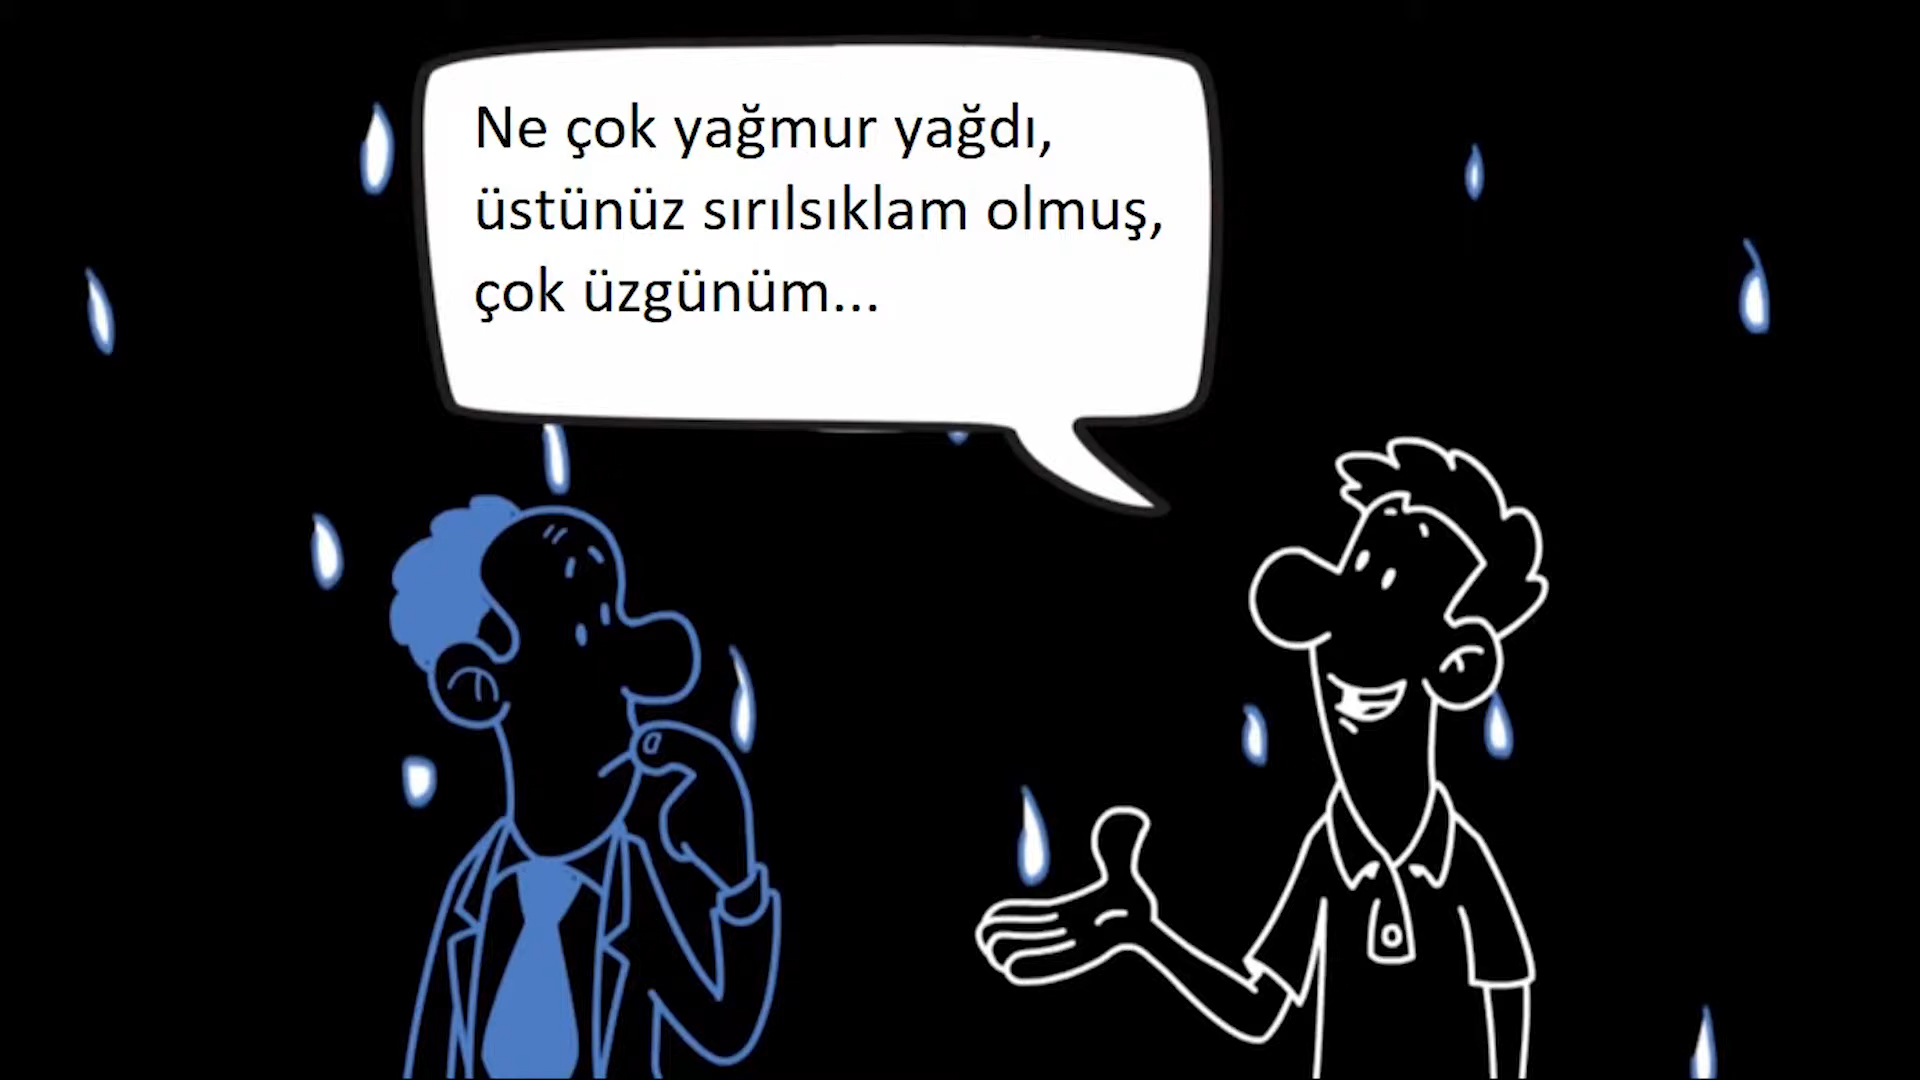 Ne çok yağmur yağdı,
üstünüz sırılsıklam olmuş,
çok üzgünüm...